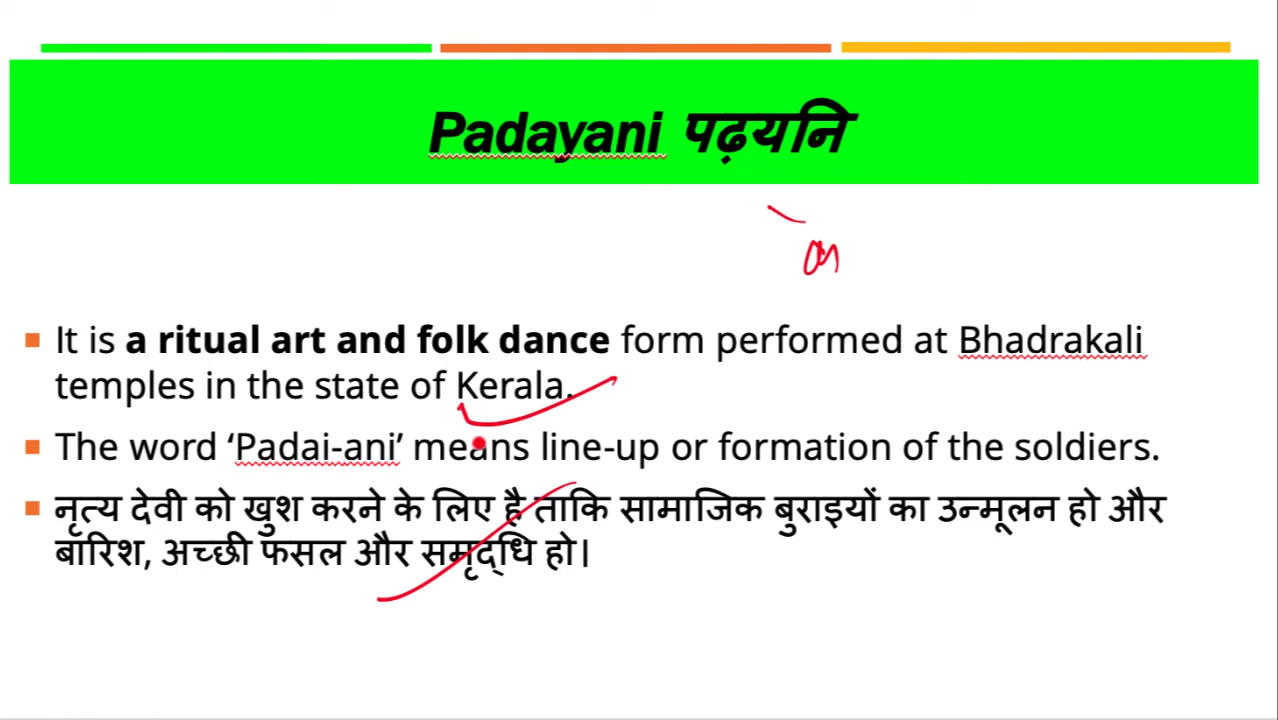 Padayani पढ़यनि
It is a ritual art and folk dance form performed at Bhadrakali
temples in the state of Kerala.
The word ‘Padai-ani’ means line-up or formation of the soldiers.
नृत्य देवी को खुश करने के लिए है ताकि सामाजिक बुराइयों का उन्मूलन हो और
बारिश, अच्छी फसल और समृद्धि हो।